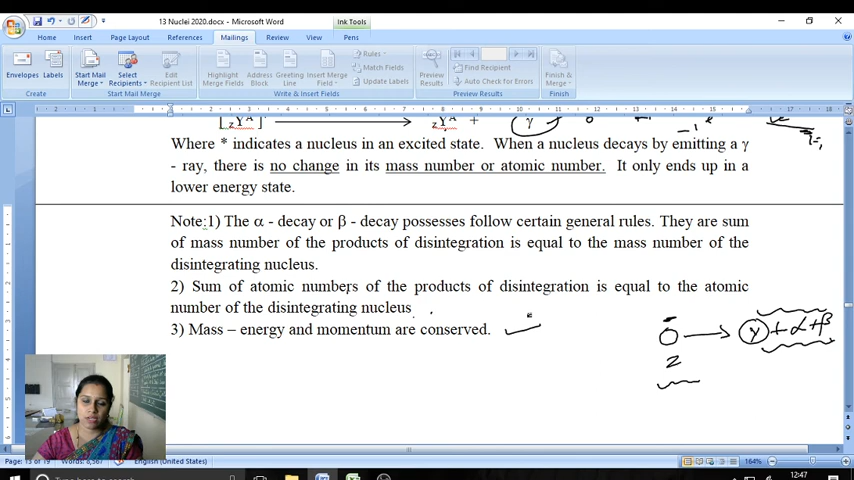 13 Nuclei 2020.docx - Microsoft Word
Ink Tools
Home Insert Page Layout References Mailings Review View Pens
Envelopes Labels
Start Mail Merge
Select Recipients
Edit Recipient List
Highlight Merge Fields
Address Block
Greeting Line
Insert Merge Field
Rules
Match Fields
Update Labels
Preview Results
Find Recipient
Auto Check for Errors
Finish & Merge
Create
Start Mail Merge
Write & Insert Fields
Preview Results
Finish
[ZYA]* ZYA + γ
Where * indicates a nucleus in an excited state. When a nucleus decays by emitting a γ
- ray, there is no change in its mass number or atomic number. It only ends up in a
lower energy state.
Note:1) The α - decay or β - decay possesses follow certain general rules. They are sum
of mass number of the products of disintegration is equal to the mass number of the
disintegrating nucleus.
2) Sum of atomic numbers of the products of disintegration is equal to the atomic
number of the disintegrating nucleus
3) Mass – energy and momentum are conserved.
y + α + β
Z
Page: 13 of 19 Words: 8,567 English (United States) 164%
12:47